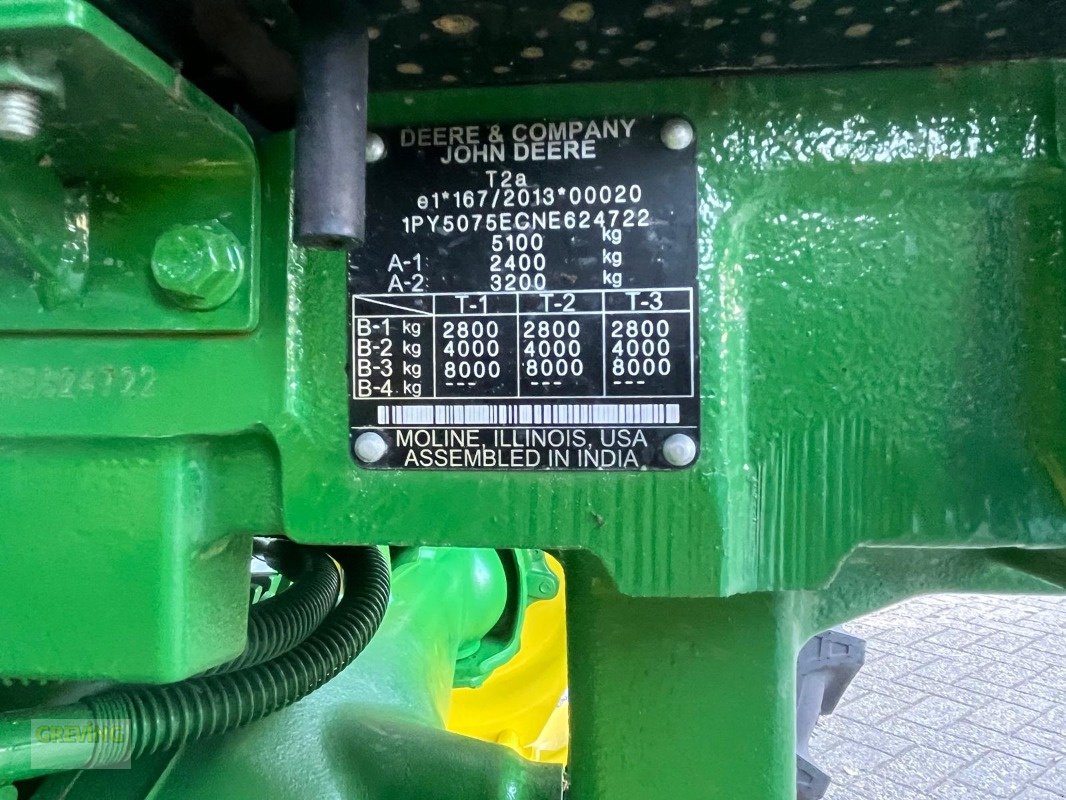 DEERE & COMPANY
JOHN DEERE
T2a
e1*167/2013*00020
1PY5075ECNE624722
5100 kg
A-1: 2400 kg
A-2: 3200 kg
T-1 T-2 T-3
B-1 kg 2800 2800 2800
B-2 kg 4000 4000 4000
B-3 kg 8000 8000 8000
B-4 kg --- --- ---
MOLINE, ILLINOIS, USA
ASSEMBLED IN INDIA
624722
GREVING